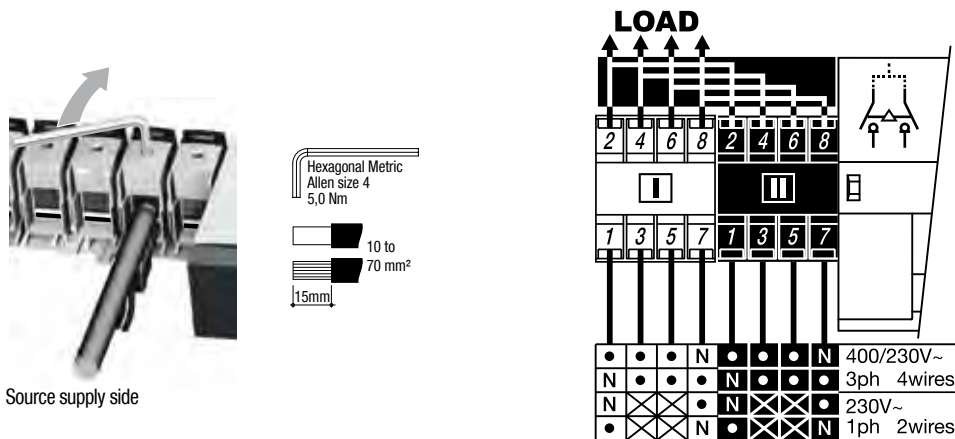 Source supply side
Hexagonal Metric
Allen size 4
5,0 Nm
10 to
70 mm²
15mm
LOAD
2 4 6 8 2 4 6 8
I II
1 3 5 7 1 3 5 7
N N 400/230V~
N N 3ph 4wires
N N 230V~
N N 1ph 2wires